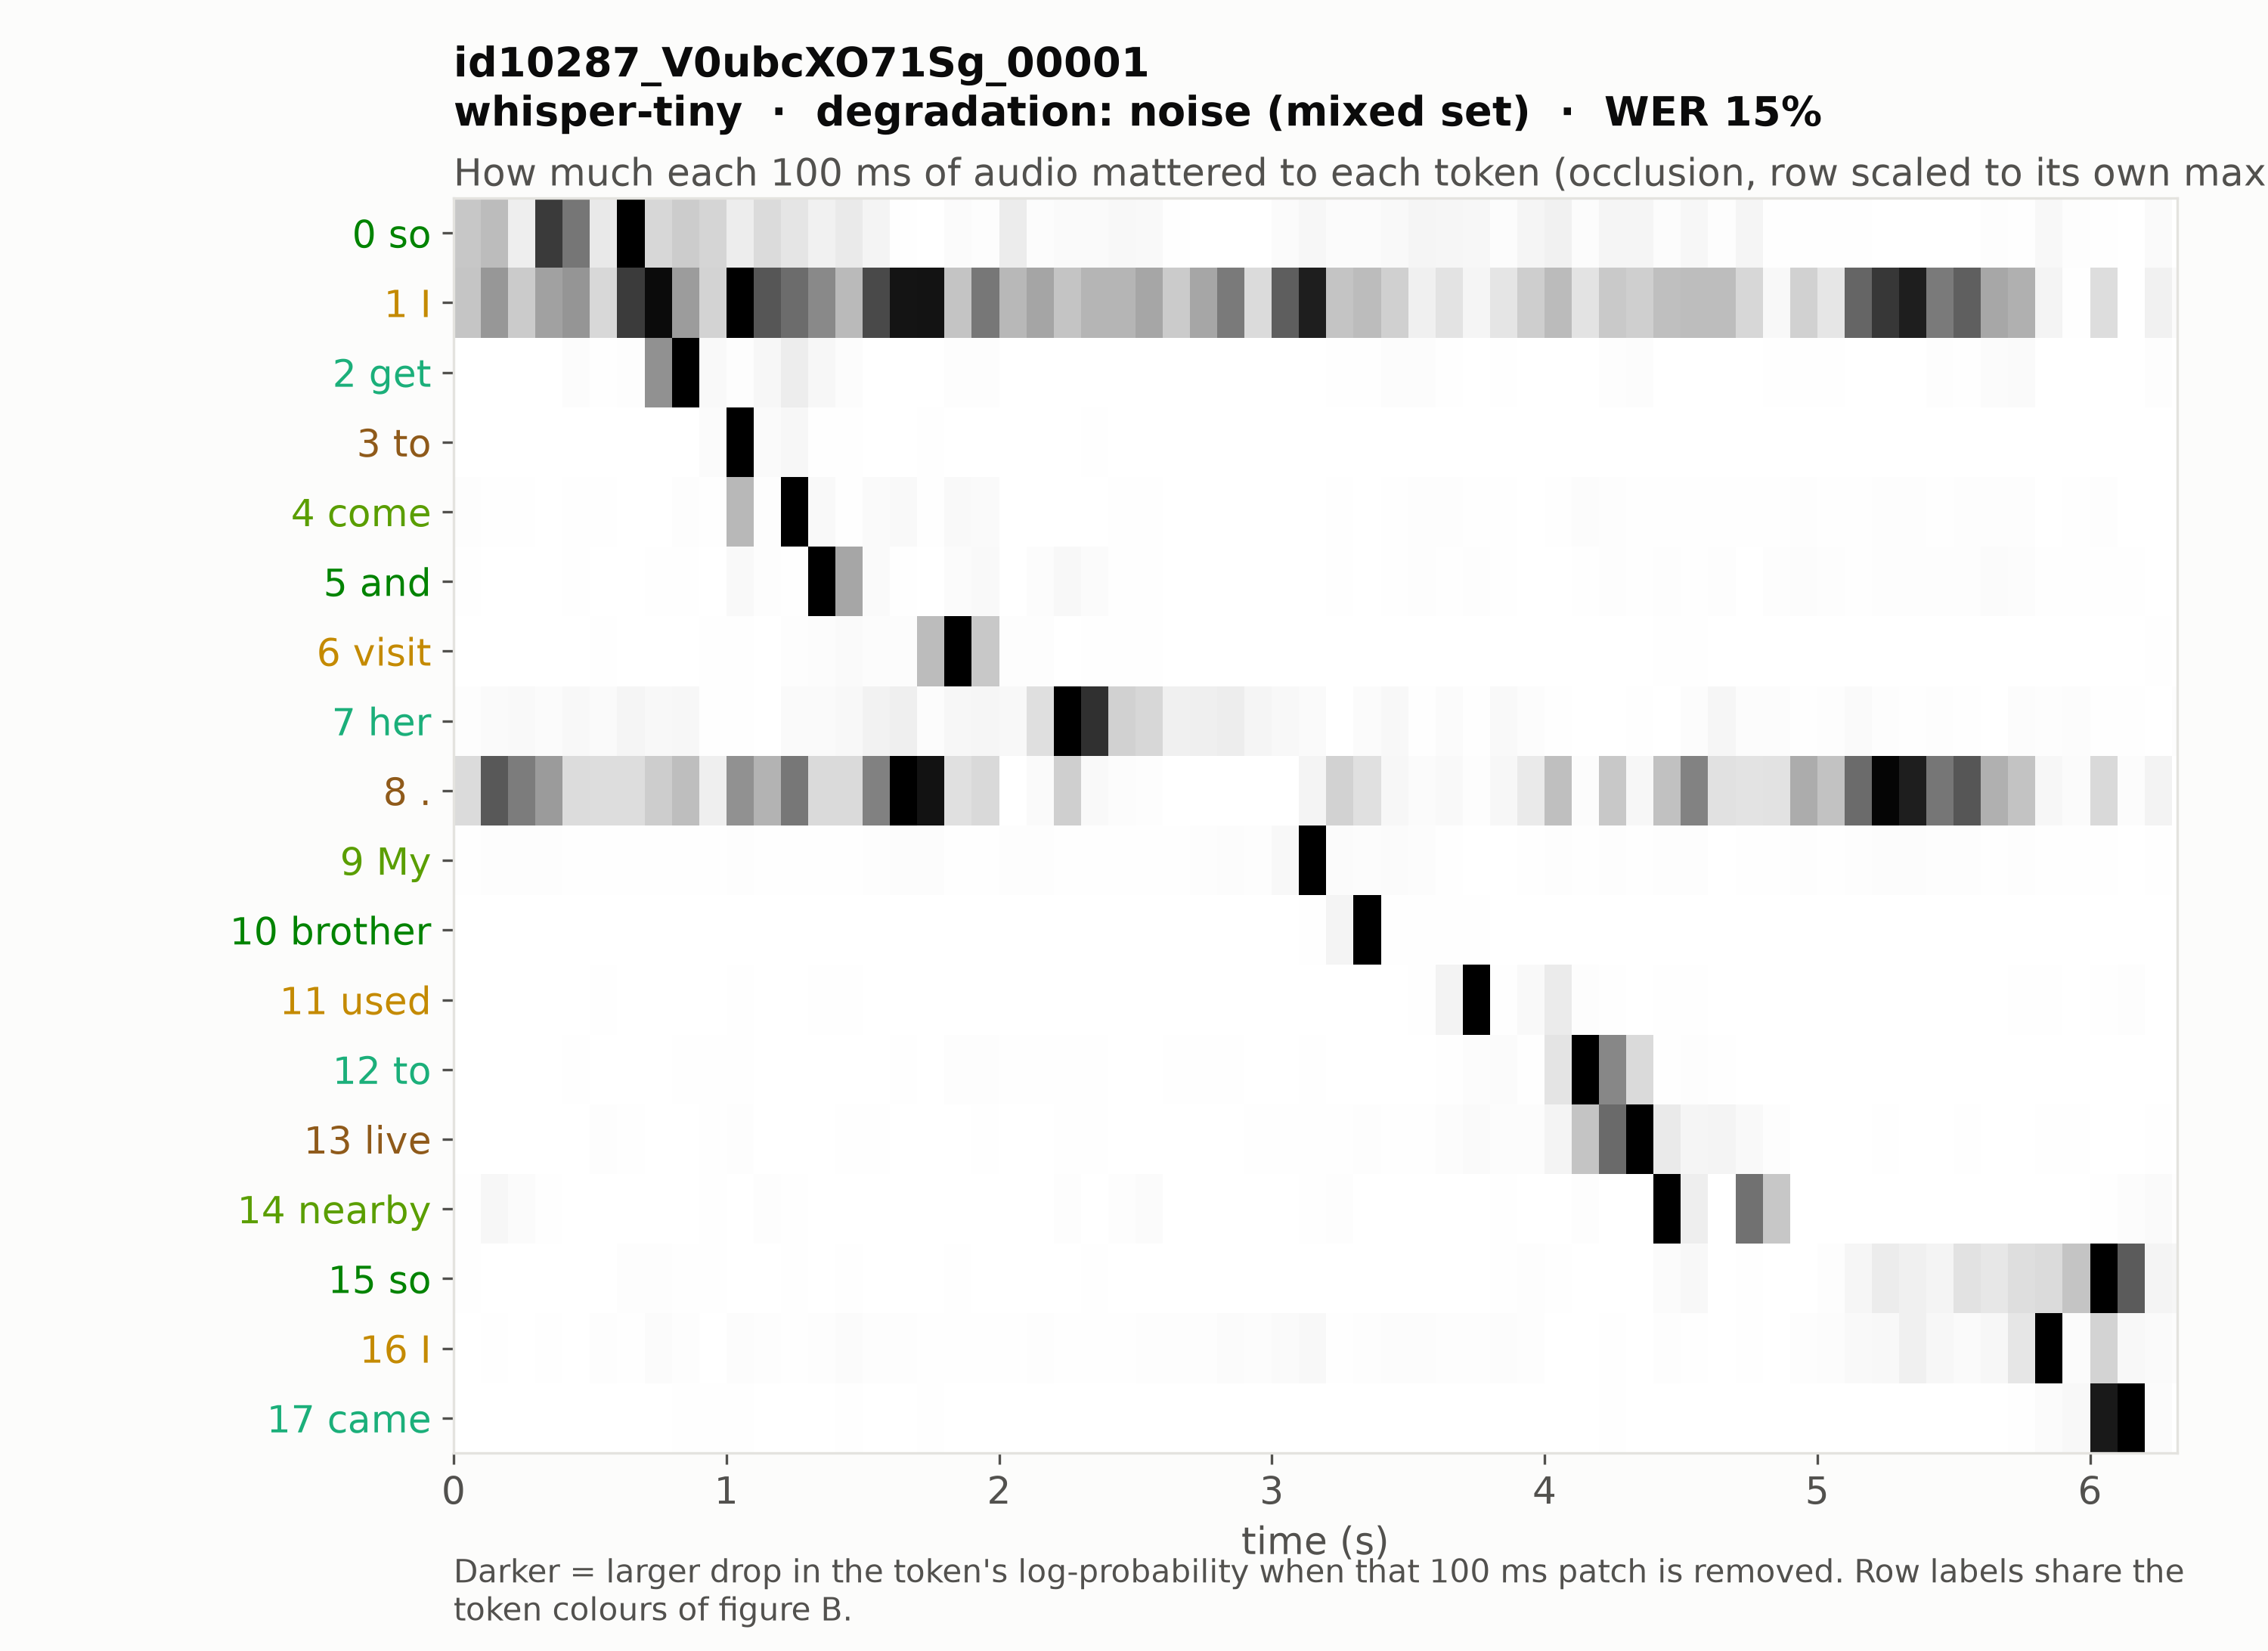 id10287_V0ubcXO71Sg_00001
whisper-tiny · degradation: noise (mixed set) · WER 15%
How much each 100 ms of audio mattered to each token (occlusion, row scaled to its own max
0 so
1 I
2 get
3 to
4 come
5 and
6 visit
7 her
8 .
9 My
10 brother
11 used
12 to
13 live
14 nearby
15 so
16 I
17 came
0 1 2 3 4 5 6
time (s)
Darker = larger drop in the token's log-probability when that 100 ms patch is removed. Row labels share the
token colours of figure B.